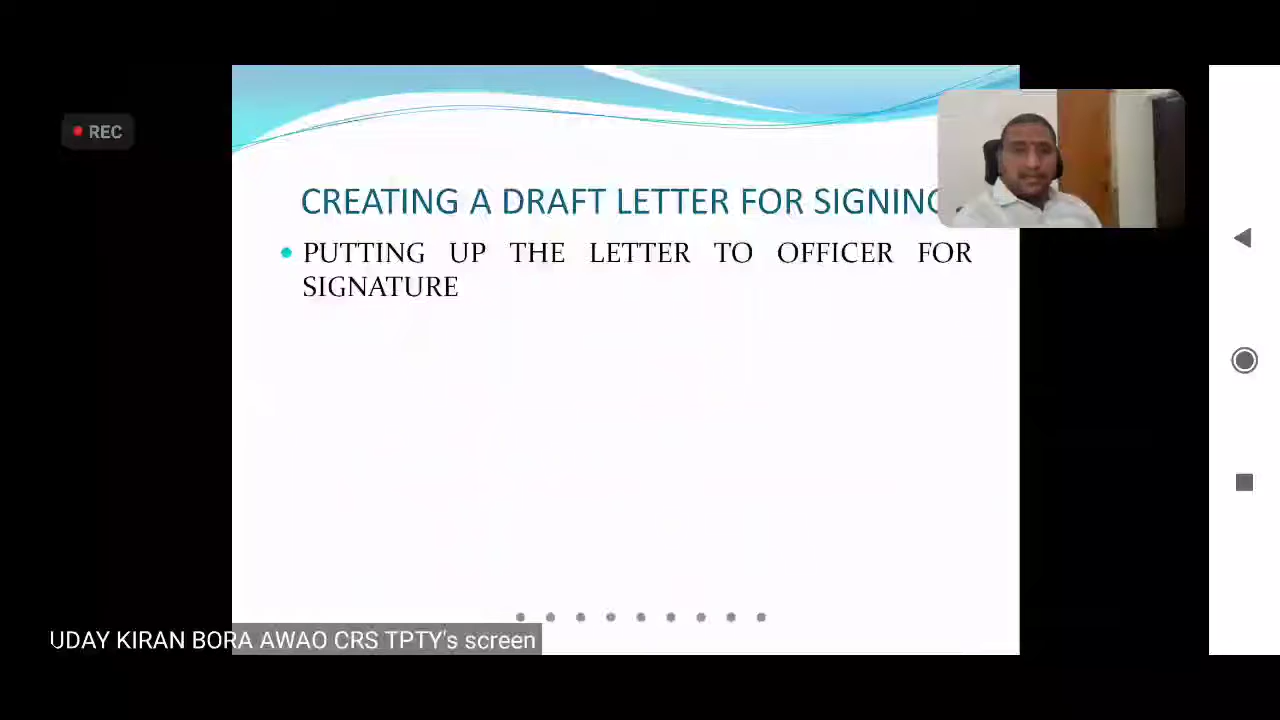 REC
CREATING A DRAFT LETTER FOR SIGNING
PUTTING UP THE LETTER TO OFFICER FOR
SIGNATURE
UDAY KIRAN BORA AWAO CRS TPTY's screen